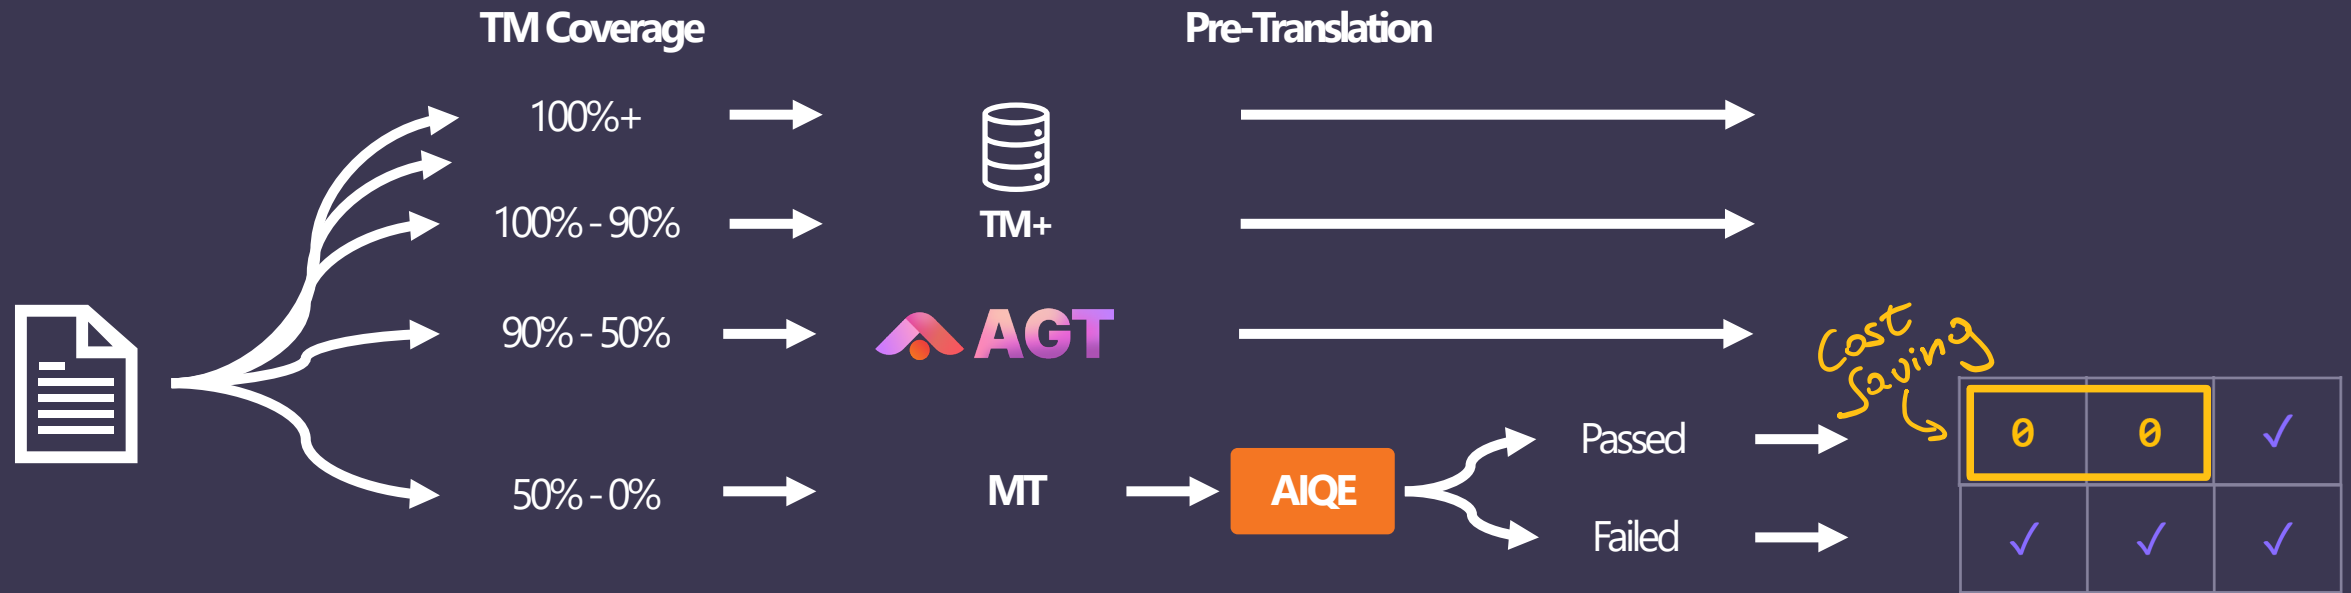 TM Coverage
Pre-Translation
100%+
100% - 90%
TM+
90% - 50%
AGT
Cost
Saving
50% - 0%
MT
AIQE
Passed
0 0 ✓
Failed
✓ ✓ ✓